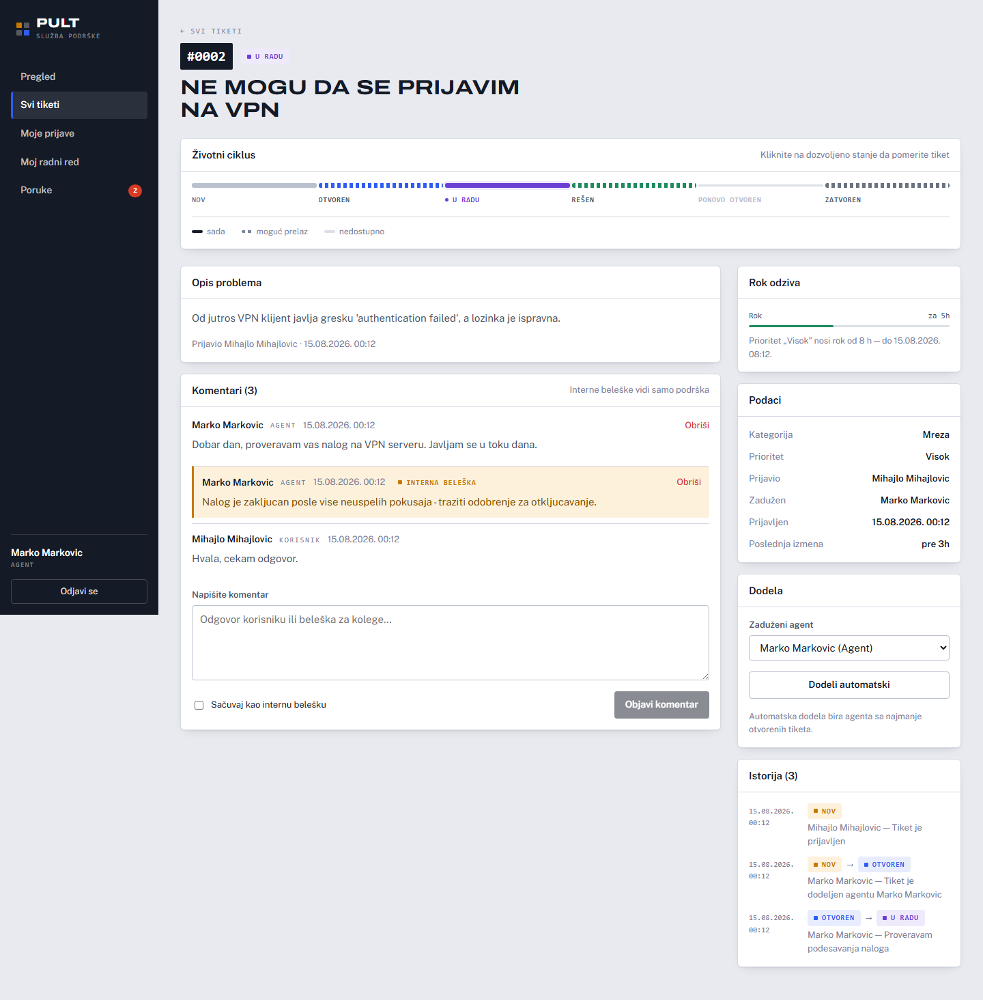 PULT
SLUŽBA PODRŠKE
Pregled
Svi tiketi
Moje prijave
Moj radni red
Poruke 2
Marko Markovic
AGENT
Odjavi se
← SVI TIKETI
#0002 U RADU
NE MOGU DA SE PRIJAVIM
NA VPN
Životni ciklus Kliknite na dozvoljeno stanje da pomerite tiket
NOV OTVOREN U RADU REŠEN PONOVO OTVOREN ZATVOREN
sada moguć prelaz nedostupno
Opis problema
Od jutros VPN klijent javlja gresku 'authentication failed', a lozinka je ispravna.
Prijavio Mihajlo Mihajlovic · 15.08.2026. 00:12
Komentari (3) Interne beleške vidi samo podrška
Marko Markovic AGENT 15.08.2026. 00:12 Obriši
Dobar dan, proveravam vas nalog na VPN serveru. Javljam se u toku dana.
Marko Markovic AGENT 15.08.2026. 00:12 INTERNA BELEŠKA Obriši
Nalog je zakljucan posle vise neuspelih pokusaja - traziti odobrenje za otkljucavanje.
Mihajlo Mihajlovic KORISNIK 15.08.2026. 00:12
Hvala, cekam odgovor.
Napišite komentar
Odgovor korisniku ili beleška za kolege...
Sačuvaj kao internu belešku Objavi komentar
Rok odziva
Rok za 5h
Prioritet „Visok” nosi rok od 8 h — do 15.08.2026.
08:12.
Podaci
Kategorija Mreza
Prioritet Visok
Prijavio Mihajlo Mihajlovic
Zadužen Marko Markovic
Prijavljen 15.08.2026. 00:12
Poslednja izmena pre 3h
Dodela
Zaduženi agent
Marko Markovic (Agent)
Dodeli automatski
Automatska dodela bira agenta sa najmanje
otvorenih tiketa.
Istorija (3)
15.08.2026. 00:12 NOV
Mihajlo Mihajlovic — Tiket je
prijavljen
15.08.2026. 00:12 NOV → OTVOREN
Marko Markovic — Tiket je
dodeljen agentu Marko Markovic
15.08.2026. 00:12 OTVOREN → U RADU
Marko Markovic — Proveravam
podesavanja naloga